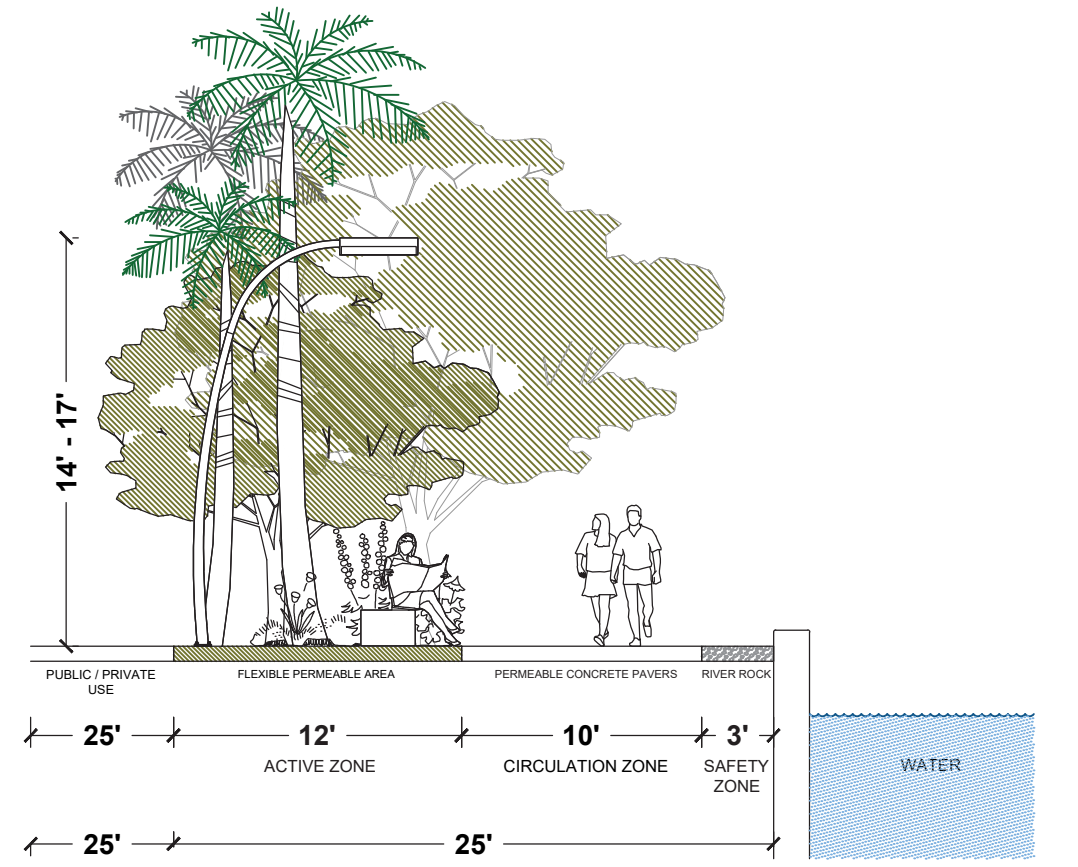 14' - 17'
PUBLIC / PRIVATE
USE
FLEXIBLE PERMEABLE AREA
PERMEABLE CONCRETE PAVERS
RIVER ROCK
25'
12'
10'
3'
ACTIVE ZONE
CIRCULATION ZONE
SAFETY
ZONE
WATER
25'
25'